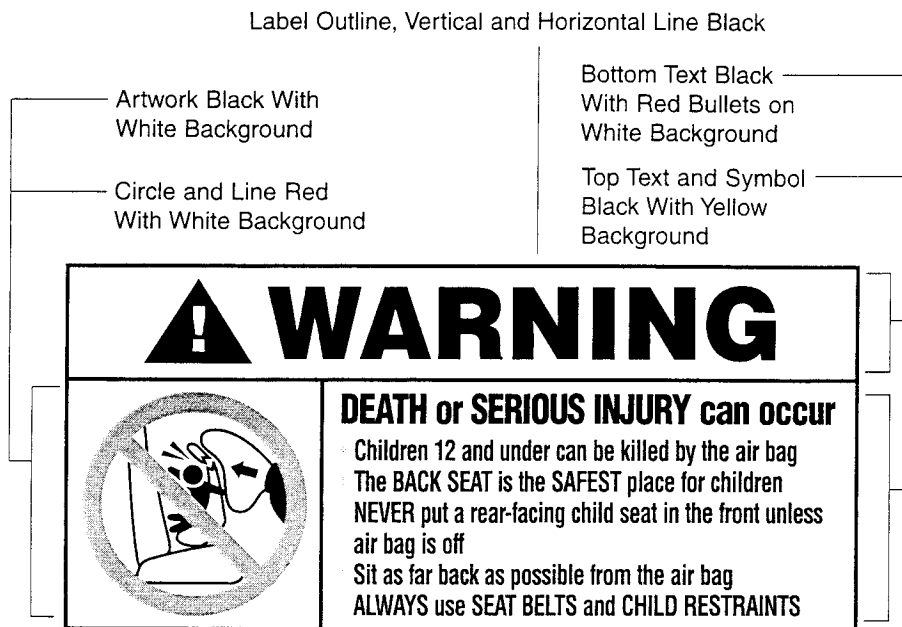 Label Outline, Vertical and Horizontal Line Black
Artwork Black With
White Background
Circle and Line Red
With White Background
Bottom Text Black
With Red Bullets on
White Background
Top Text and Symbol
Black With Yellow
Background
! WARNING
DEATH or SERIOUS INJURY can occur
Children 12 and under can be killed by the air bag
The BACK SEAT is the SAFEST place for children
NEVER put a rear-facing child seat in the front unless
air bag is off
Sit as far back as possible from the air bag
ALWAYS use SEAT BELTS and CHILD RESTRAINTS